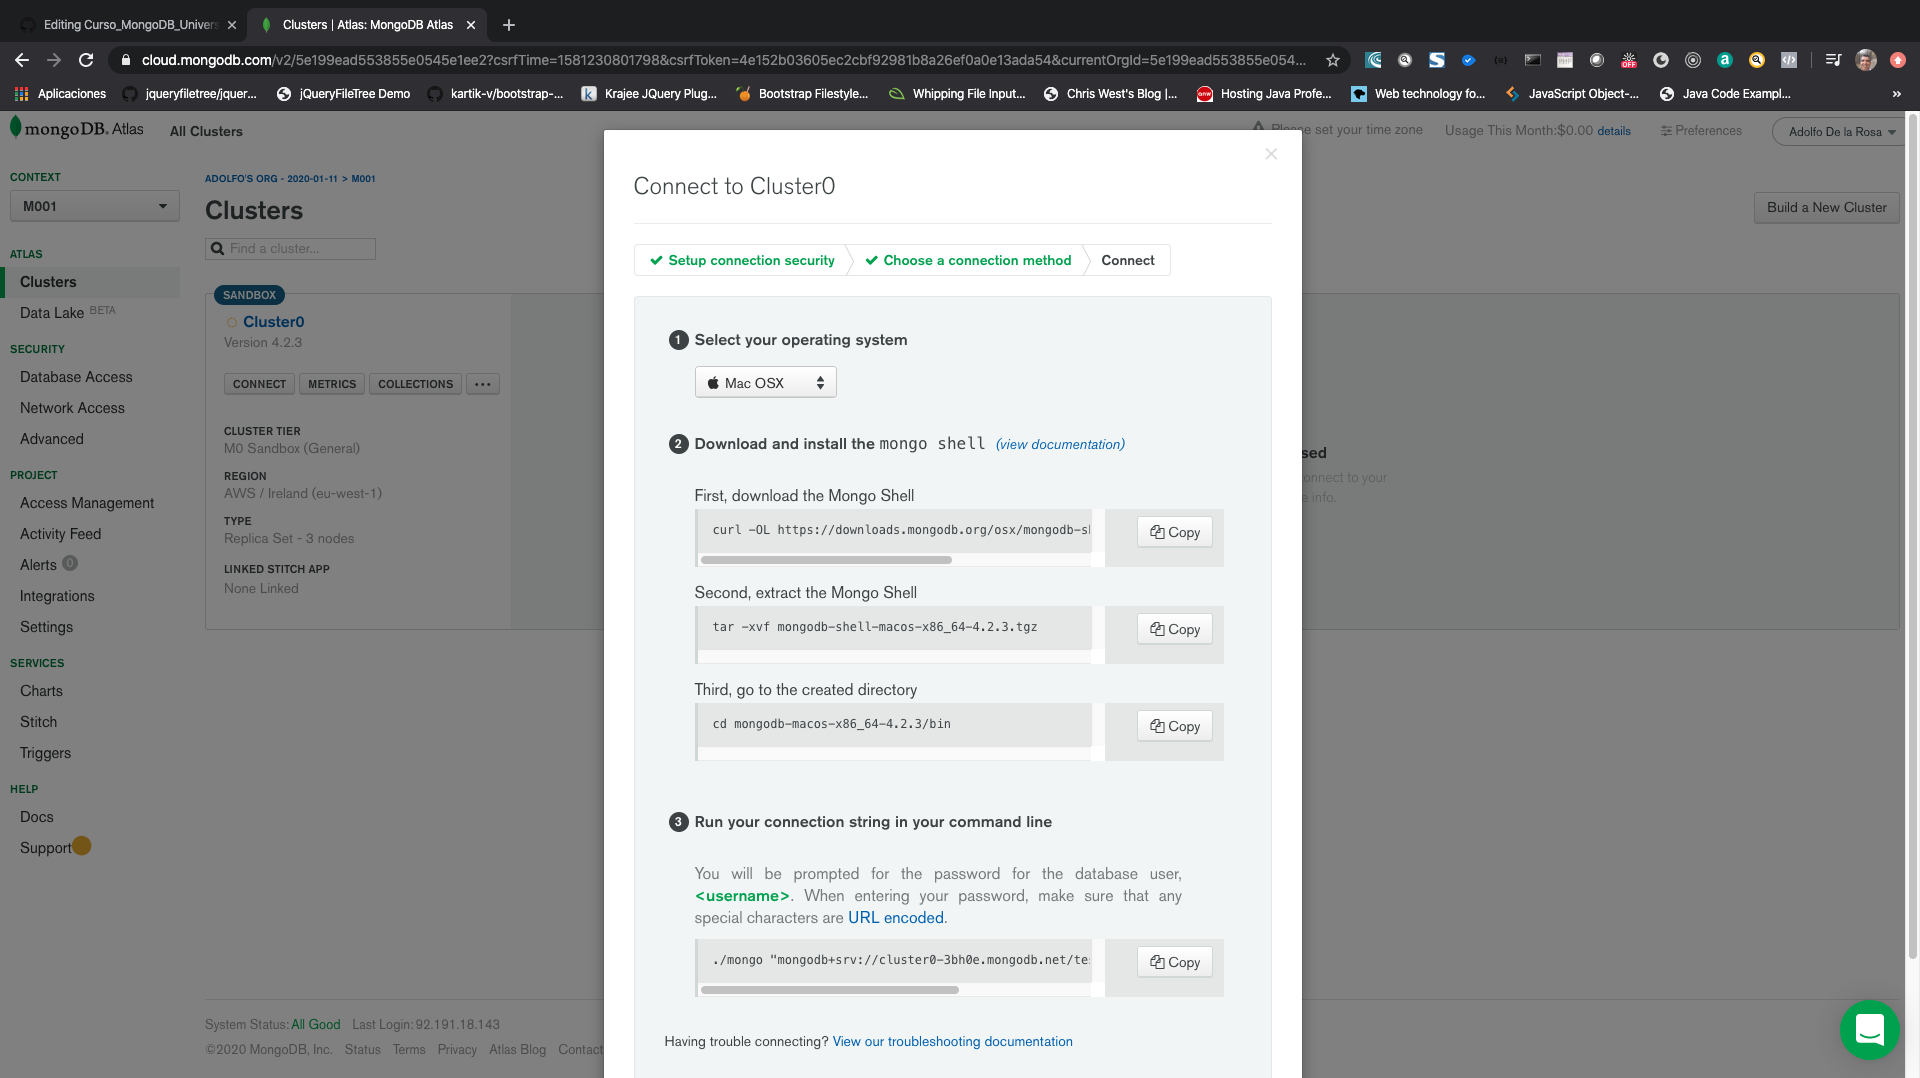 Editing Curso_MongoDB_Univers
Clusters | Atlas: MongoDB Atlas
cloud.mongodb.com/v2/5e199ead553855e0545e1ee2?csrfTime=1581230801798&csrfToken=4e152b03605ec2cbf92981b8a26ef0a0e13ada54&currentOrgId=5e199ead553855e054...
Aplicaciones
jqueryfiletree/jquer...
jQueryFileTree Demo
kartik-v/bootstrap-...
Krajee JQuery Plug...
Bootstrap Filestyle...
Whipping File Input...
Chris West's Blog |...
Hosting Java Profe...
Web technology fo...
JavaScript Object-...
Java Code Exampl...
»
mongoDB. Atlas
All Clusters
Please set your time zone
Usage This Month:$0.00 details
Preferences
Adolfo De la Rosa
CONTEXT
M001
ATLAS
Clusters
Data Lake BETA
SECURITY
Database Access
Network Access
Advanced
PROJECT
Access Management
Activity Feed
Alerts 0
Integrations
Settings
SERVICES
Charts
Stitch
Triggers
HELP
Docs
Support
ADOLFO'S ORG - 2020-01-11 > M001
Clusters
Find a cluster...
Build a New Cluster
SANDBOX
Cluster0
Version 4.2.3
CONNECT
METRICS
COLLECTIONS
...
CLUSTER TIER
M0 Sandbox (General)
REGION
AWS / Ireland (eu-west-1)
TYPE
Replica Set - 3 nodes
LINKED STITCH APP
None Linked
sed
onnect to your
e info.
Connect to Cluster0
Setup connection security
Choose a connection method
Connect
1 Select your operating system
Mac OSX
2 Download and install the mongo shell (view documentation)
First, download the Mongo Shell
curl -OL https://downloads.mongodb.org/osx/mongodb-sh
Copy
Second, extract the Mongo Shell
tar -xvf mongodb-shell-macos-x86_64-4.2.3.tgz
Copy
Third, go to the created directory
cd mongodb-macos-x86_64-4.2.3/bin
Copy
3 Run your connection string in your command line
You will be prompted for the password for the database user,
<username>. When entering your password, make sure that any
special characters are URL encoded.
./mongo "mongodb+srv://cluster0-3bh0e.mongodb.net/te
Copy
Having trouble connecting? View our troubleshooting documentation
System Status: All Good Last Login: 92.191.18.143
©2020 MongoDB, Inc. Status Terms Privacy Atlas Blog Contact